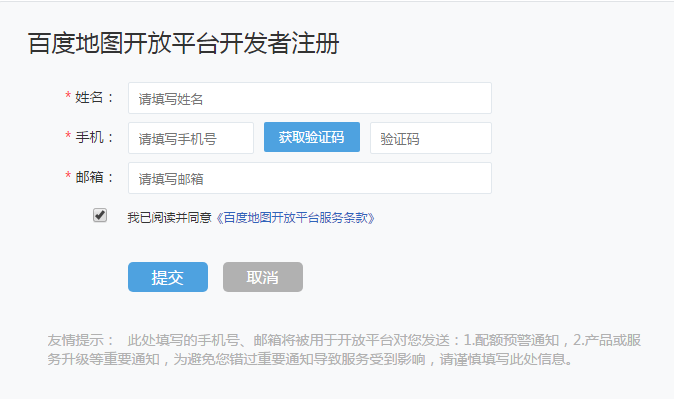 百度地图开放平台开发者注册
* 姓名： 请填写姓名
* 手机： 请填写手机号 获取验证码 验证码
* 邮箱： 请填写邮箱
我已阅读并同意《百度地图开放平台服务条款》
提交 取消
友情提示： 此处填写的手机号、邮箱将被用于开放平台对您发送：1.配额预警通知，2.产品或服
务升级等重要通知，为避免您错过重要通知导致服务受到影响，请谨慎填写此处信息。